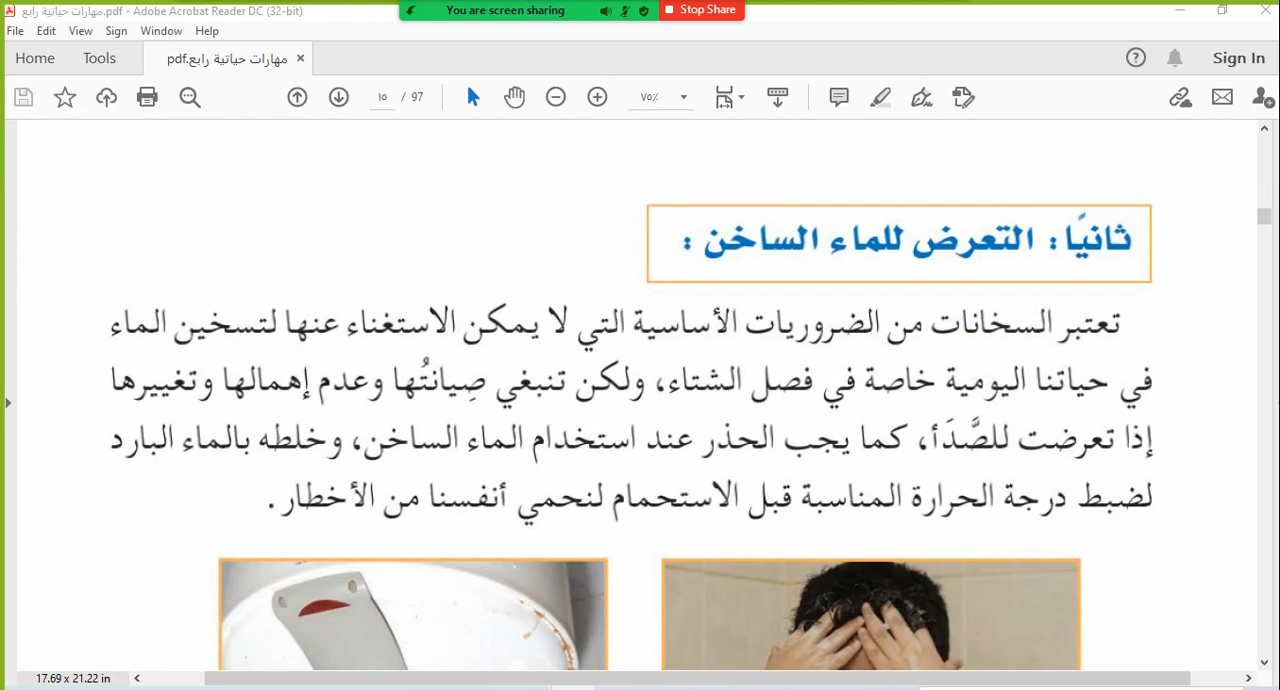 مهارات حياتية رابع.pdf - Adobe Acrobat Reader DC (32-bit)
You are screen sharing
Stop Share
File Edit View Sign Window Help
Home Tools مهارات حياتية رابع.pdf ×
Sign In
١٥ / 97
٧٥٪
ثانيًا: التعرض للماء الساخن :
تعتبر السخانات من الضروريات الأساسية التي لا يمكن الاستغناء عنها لتسخين الماء
في حياتنا اليومية خاصة في فصل الشتاء، ولكن تنبغي صِيانتُها وعدم إهمالها وتغييرها
إذا تعرضت للصَّدَأ، كما يجب الحذر عند استخدام الماء الساخن، وخلطه بالماء البارد
لضبط درجة الحرارة المناسبة قبل الاستحمام لنحمي أنفسنا من الأخطار.
17.69 x 21.22 in